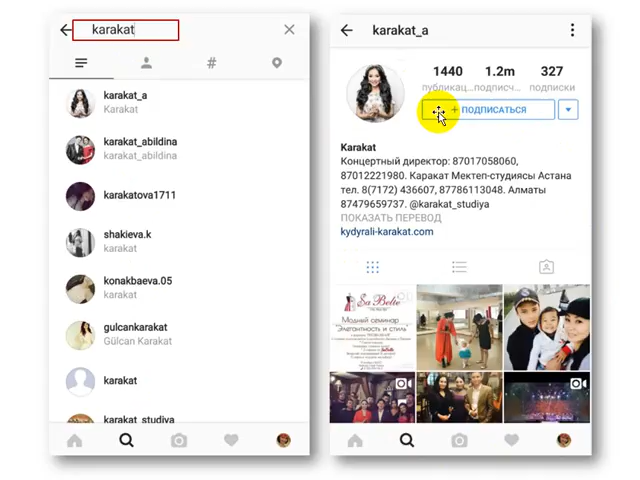 karakat
karakat_a
Karakat
karakat_abildina
karakat_abildina
karakatova1711
shakieva.k
karakat
konakbaeva.05
karakat
gulcankarakat
Gülcan Karakat
karakat
karakat_studiya
karakat_a
1440 1.2m 327
публикац... подписч... подписки
+ ПОДПИСАТЬСЯ
Karakat
Концертный директор: 87017058060,
87012221980. Каракат Мектеп-студиясы Астана
тел. 8(7172) 436607, 87786113048. Алматы
87479659737. @karakat_studiya
ПОКАЗАТЬ ПЕРЕВОД
kydyrali-karakat.com
Sa Belle
Модней семинар
"Элегантность и стиль"